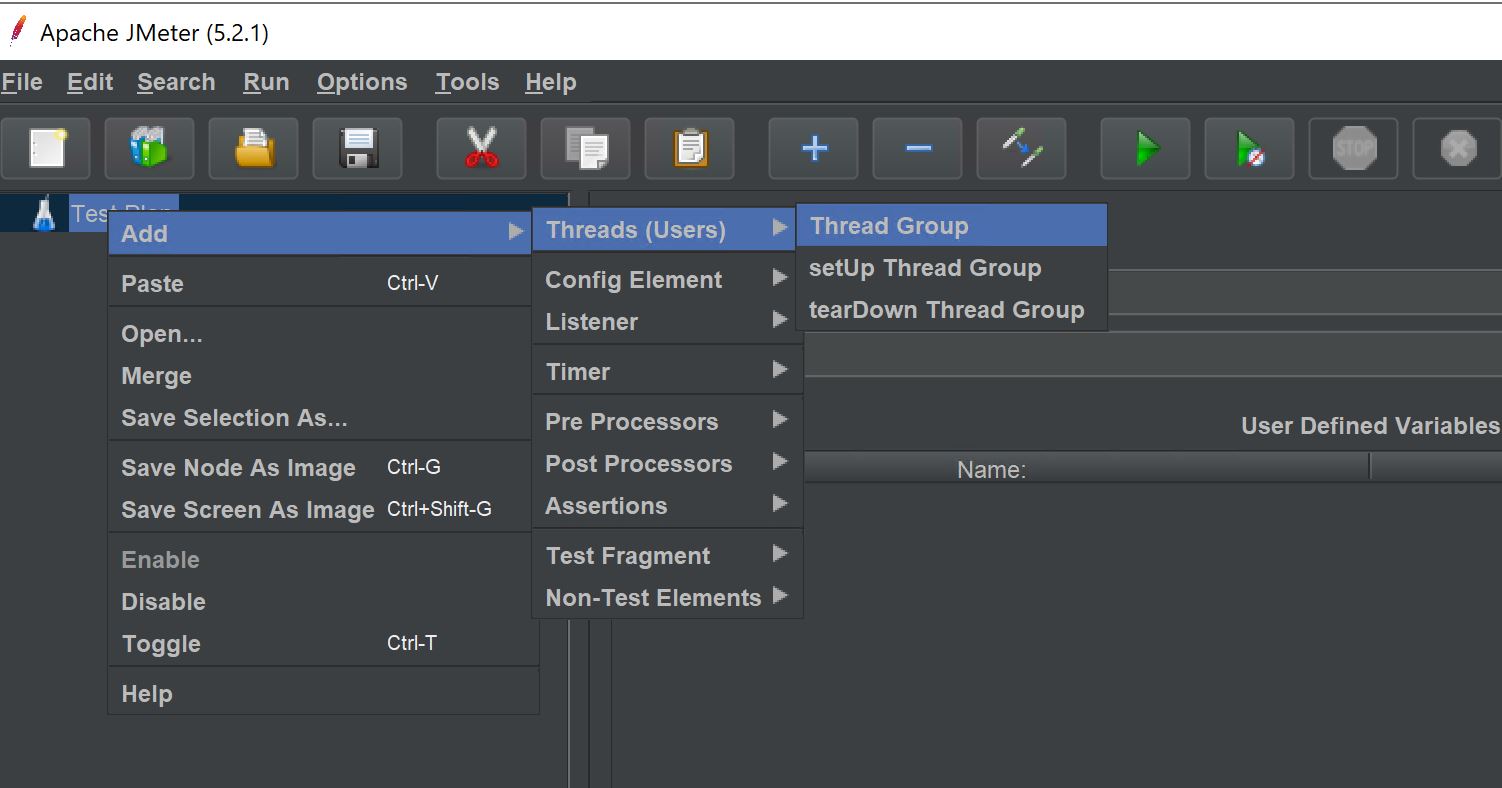 Apache JMeter (5.2.1)
File Edit Search Run Options Tools Help
STOP
Test Plan
Add
Paste Ctrl-V
Open...
Merge
Save Selection As...
Save Node As Image Ctrl-G
Save Screen As Image Ctrl+Shift-G
Enable
Disable
Toggle Ctrl-T
Help
Threads (Users)
Config Element
Listener
Timer
Pre Processors
Post Processors
Assertions
Test Fragment
Non-Test Elements
Thread Group
setUp Thread Group
tearDown Thread Group
User Defined Variables
Name: